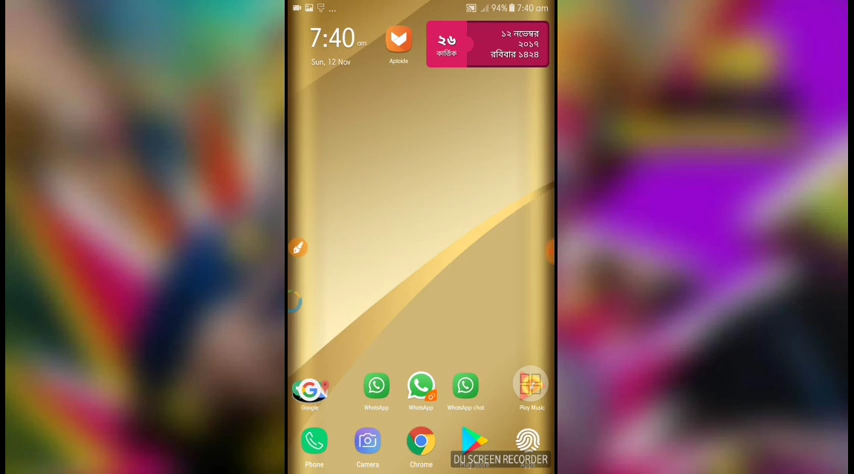 ... 94% 7:40 am
7:40 am
Sun, 12 Nov
Aptoide
২৬
কার্তিক
১২ নভেম্বর
২০১৭
রবিবার ১৪২৪
Google
WhatsApp
WhatsApp
WhatsApp chat
Play Music
Phone
Camera
Chrome
DU SCREEN RECORDER